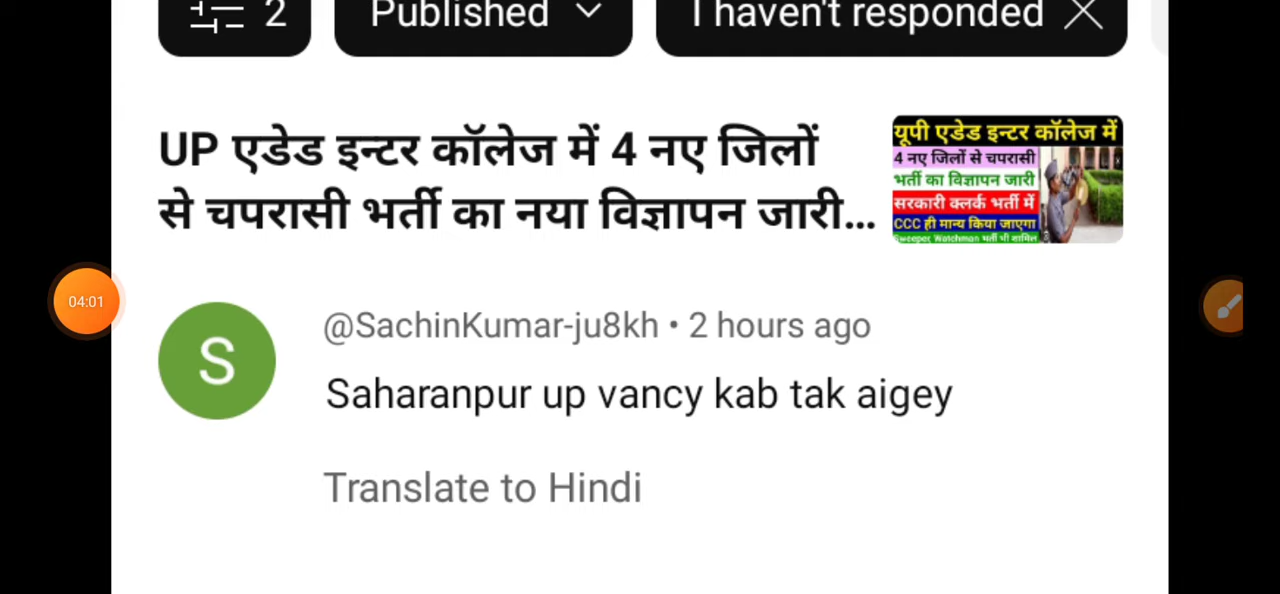 2 Published I haven't responded
UP एडेड इन्टर कॉलेज में 4 नए जिलों
से चपरासी भर्ती का नया विज्ञापन जारी...
यूपी एडेड इन्टर कॉलेज में
4 नए जिलों से चपरासी
भर्ती का विज्ञापन जारी
सरकारी क्लर्क भर्ती में
CCC ही मान्य किया जाएगा
Sweeper, Watchman भर्ती भी शामिल
04:01
S
@SachinKumar-ju8kh • 2 hours ago
Saharanpur up vancy kab tak aigey
Translate to Hindi